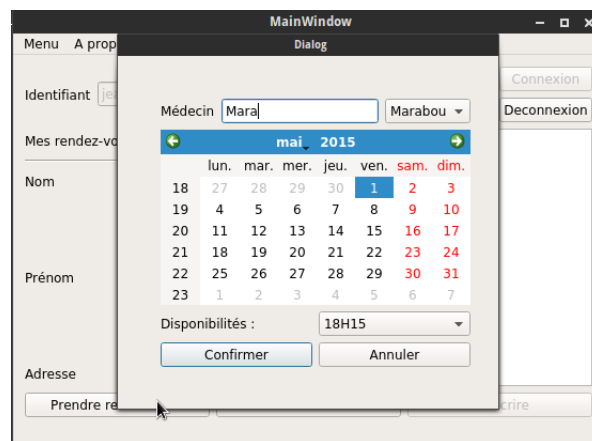 MainWindow
Menu A prop
Dialog
Connexion
Identifiant
Deconnexion
Médecin Mara Marabou
Mes rendez-vo
mai 2015
lun. mar. mer. jeu. ven. sam. dim.
Nom
18 27 28 29 30 1 2 3
19 4 5 6 7 8 9 10
20 11 12 13 14 15 16 17
21 18 19 20 21 22 23 24
22 25 26 27 28 29 30 31
Prénom
23 1 2 3 4 5 6 7
Disponibilités : 18H15
Confirmer Annuler
Adresse
Prendre re crire